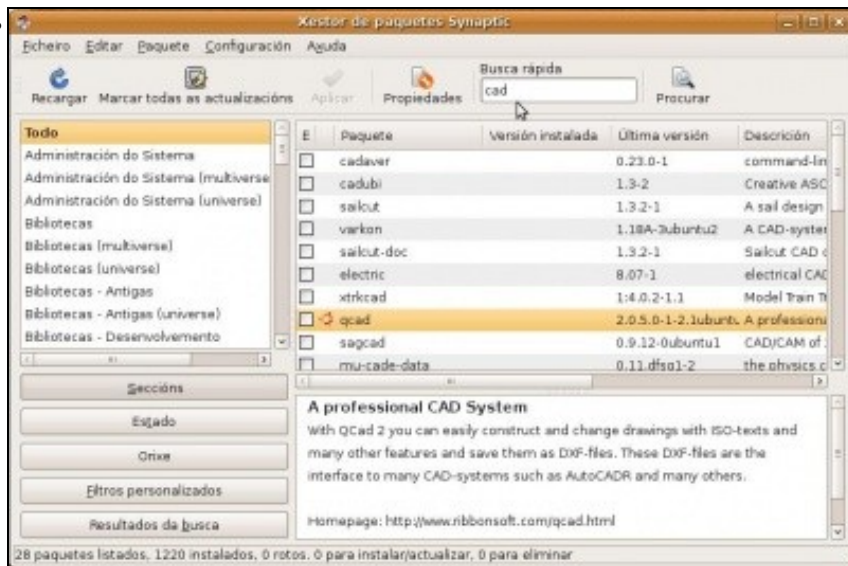 Xestor de paquetes Synaptic
Ficheiro Editar Paquete Configuración Axuda
Busca rápida
Recargar Marcar todas as actualizacións Aplicar Propiedades cad Procurar
Todo
Administración do Sistema
Administración do Sistema (multiverse
Administración do Sistema (universe)
Bibliotecas
Bibliotecas (multiverse)
Bibliotecas (universe)
Bibliotecas - Antigas
Bibliotecas - Antigas (universe)
Bibliotecas - Desenvolvemento
Seccións
Estado
Orixe
Filtros personalizados
Resultados da busca
E Paquete Versión instalada Última versión Descrición
cadaver 0.23.0-1 command-lin
cadubi 1.3-2 Creative ASC
sailcut 1.3.2-1 A sail design
varkon 1.18A-3ubuntu2 A CAD-system
sailcut-doc 1.3.2-1 Sailcut CAD
electric 8.07-1 electrical CAD
xtrkcad 1:4.0.2-1.1 Model Train
qcad 2.0.5.0-1-2.1ubunt A professiona
sagcad 0.9.12-0ubuntu1 CAD/CAM of
mu-cade-data 0.11.dfsg1-2 the physics
A professional CAD System
With QCad 2 you can easily construct and change drawings with ISO-texts and
many other features and save them as DXF-files. These DXF-files are the
interface to many CAD-systems such as AutoCADR and many others.
Homepage: http://www.ribbonsoft.com/qcad.html
28 paquetes listados, 1220 instalados, 0 rotos. 0 para instalar/actualizar, 0 para eliminar